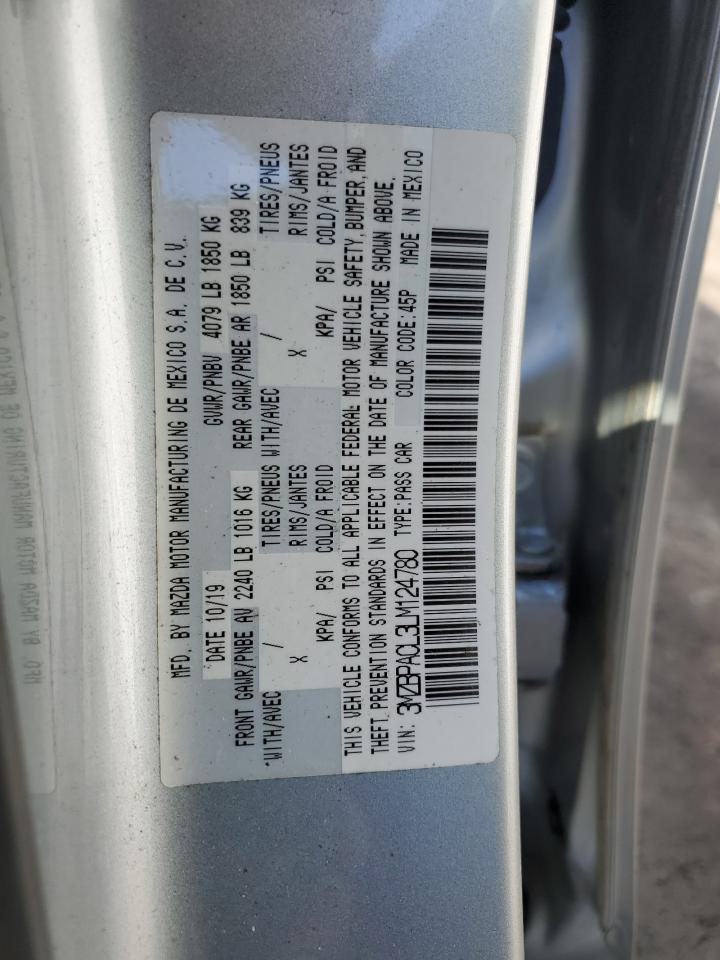 MFD. BY MAZDA MOTOR MANUFACTURING DE MEXICO S.A. DE C.V.
DATE 10/19 GVWR/PNBV 4079 LB 1850 KG
FRONT GAWR/PNBE AV 2240 LB 1016 KG REAR GAWR/PNBE AR 1850 LB 839 KG
*WITH/AVEC / TIRES/PNEUS WITH/AVEC / TIRES/PNEUS
X RIMS/JANTES X RIMS/JANTES
KPA/ PSI COLD/A FROID KPA/ PSI COLD/A FROID
THIS VEHICLE CONFORMS TO ALL APPLICABLE FEDERAL MOTOR VEHICLE SAFETY, BUMPER, AND
THEFT PREVENTION STANDARDS IN EFFECT ON THE DATE OF MANUFACTURE SHOWN ABOVE.
VIN: 3MZBPACL3LM124780 TYPE: PASS CAR COLOR CODE: 45P MADE IN MEXICO